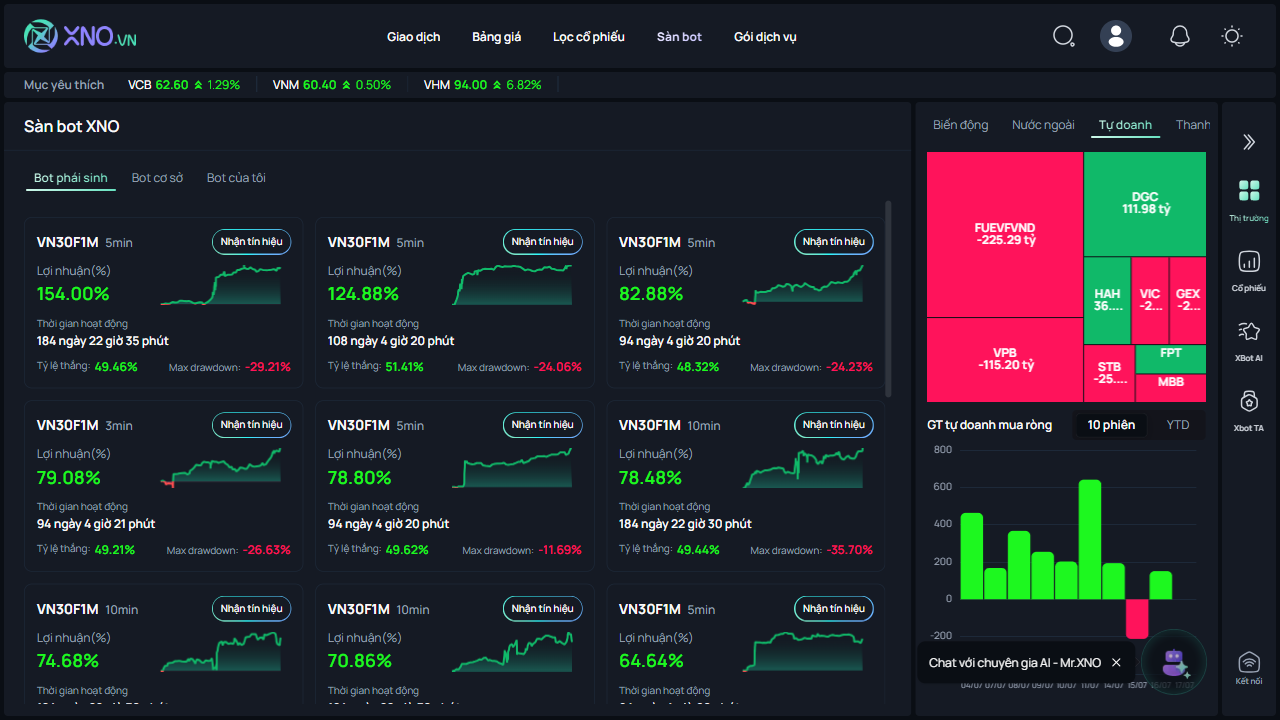 XNO.VN
Giao dịch
Bảng giá
Lọc cổ phiếu
Sàn bot
Gói dịch vụ
Mục yêu thích
VCB 62.60 1.29%
VNM 60.40 0.50%
VHM 94.00 6.82%
Sàn bot XNO
Bot phái sinh
Bot cơ sở
Bot của tôi
VN30F1M 5min
Nhận tín hiệu
Lợi nhuận(%)
154.00%
Thời gian hoạt động
184 ngày 22 giờ 35 phút
Tỷ lệ thắng: 49.46%
Max drawdown: -29.21%
VN30F1M 5min
Nhận tín hiệu
Lợi nhuận(%)
124.88%
Thời gian hoạt động
108 ngày 4 giờ 20 phút
Tỷ lệ thắng: 51.41%
Max drawdown: -24.06%
VN30F1M 5min
Nhận tín hiệu
Lợi nhuận(%)
82.88%
Thời gian hoạt động
94 ngày 4 giờ 20 phút
Tỷ lệ thắng: 48.32%
Max drawdown: -24.23%
VN30F1M 3min
Nhận tín hiệu
Lợi nhuận(%)
79.08%
Thời gian hoạt động
94 ngày 4 giờ 21 phút
Tỷ lệ thắng: 49.21%
Max drawdown: -26.63%
VN30F1M 5min
Nhận tín hiệu
Lợi nhuận(%)
78.80%
Thời gian hoạt động
94 ngày 4 giờ 20 phút
Tỷ lệ thắng: 49.62%
Max drawdown: -11.69%
VN30F1M 10min
Nhận tín hiệu
Lợi nhuận(%)
78.48%
Thời gian hoạt động
184 ngày 22 giờ 30 phút
Tỷ lệ thắng: 49.44%
Max drawdown: -35.70%
VN30F1M 10min
Nhận tín hiệu
Lợi nhuận(%)
74.68%
Thời gian hoạt động
VN30F1M 10min
Nhận tín hiệu
Lợi nhuận(%)
70.86%
Thời gian hoạt động
VN30F1M 5min
Nhận tín hiệu
Lợi nhuận(%)
64.64%
Thời gian hoạt động
Biến động
Nước ngoài
Tự doanh
Thanh
FUEVFVND
-225.29 tỷ
DGC
111.98 tỷ
HAH
36....
VIC
-2...
GEX
-2...
VPB
-115.20 tỷ
STB
-25....
FPT
MBB
GT tự doanh mua ròng
10 phiên
YTD
800
600
400
200
0
-200
04/07 07/07 08/07 09/07 10/07 11/07 14/07 15/07 16/07 17/07
Chat với chuyên gia AI - Mr.XNO
Thị trường
Cổ phiếu
XBot AI
Xbot TA
Kết nối